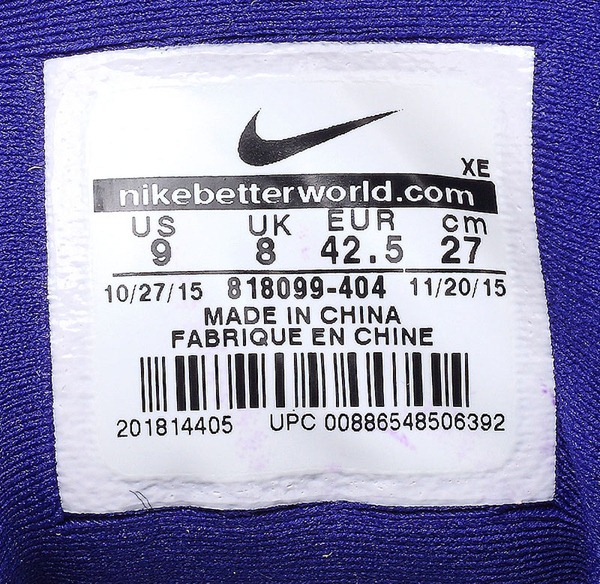 XE
nikebetterworld.com
US UK EUR cm
9 8 42.5 27
10/27/15 818099-404 11/20/15
MADE IN CHINA
FABRIQUE EN CHINE
201814405 UPC 00886548506392